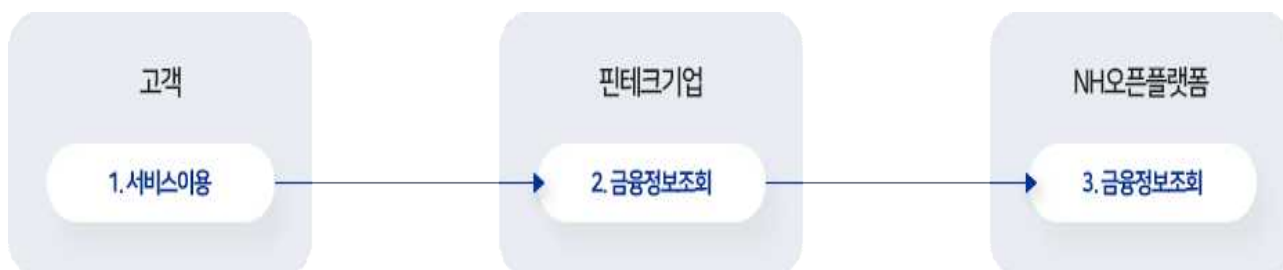 고객
핀테크기업
NH오픈플랫폼
1. 서비스이용
2. 금융정보조회
3. 금융정보조회